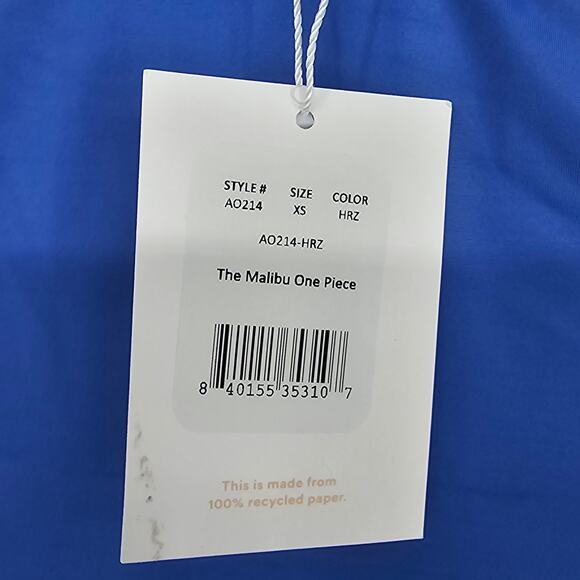 STYLE # SIZE COLOR
AO214 XS HRZ
AO214-HRZ
The Malibu One Piece
8 40155 35310 7
This is made from
100% recycled paper.